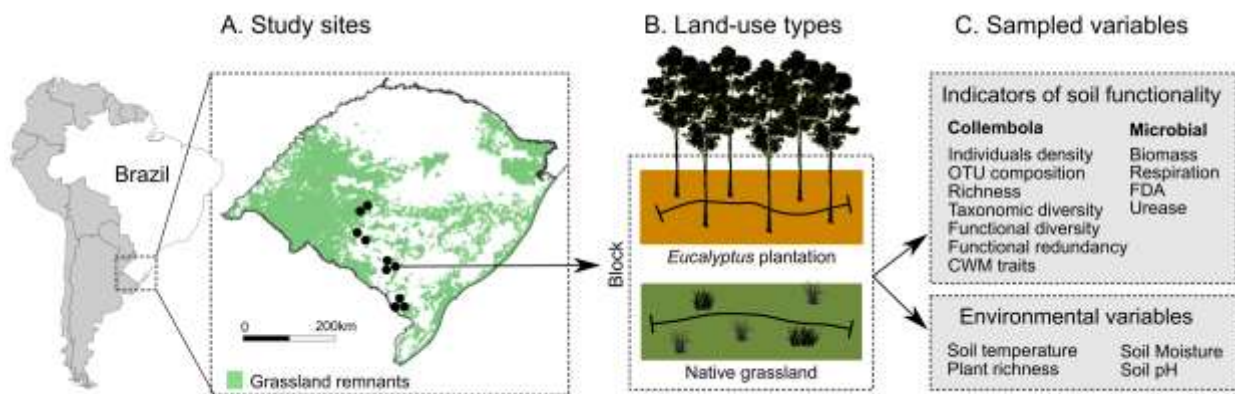 A. Study sites
Brazil
0 200km
Grassland remnants
B. Land-use types
Block
Eucalyptus plantation
Native grassland
C. Sampled variables
Indicators of soil functionality
Collembola
Individuals density
OTU composition
Richness
Taxonomic diversity
Functional diversity
Functional redundancy
CWM traits
Microbial
Biomass
Respiration
FDA
Urease
Environmental variables
Soil temperature
Plant richness
Soil Moisture
Soil pH